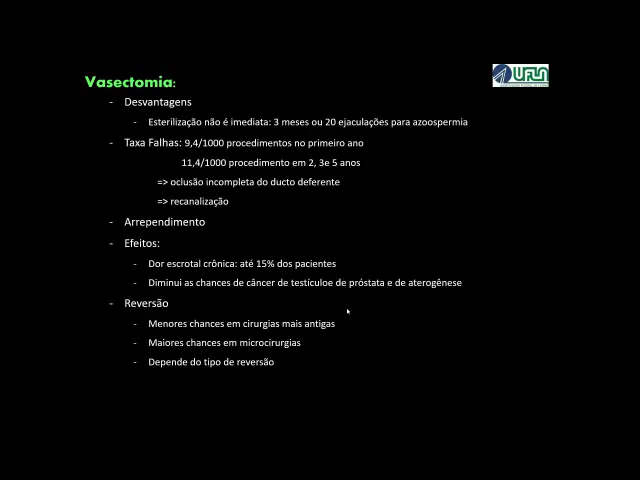 Vasectomia:
UFLA
- Desvantagens
- Esterilização não é imediata: 3 meses ou 20 ejaculações para azoospermia
- Taxa Falhas: 9,4/1000 procedimentos no primeiro ano
11,4/1000 procedimento em 2, 3e 5 anos
=> oclusão incompleta do ducto deferente
=> recanalização
- Arrependimento
- Efeitos:
- Dor escrotal crônica: até 15% dos pacientes
- Diminui as chances de câncer de testículoe de próstata e de aterogênese
- Reversão
- Menores chances em cirurgias mais antigas
- Maiores chances em microcirurgias
- Depende do tipo de reversão